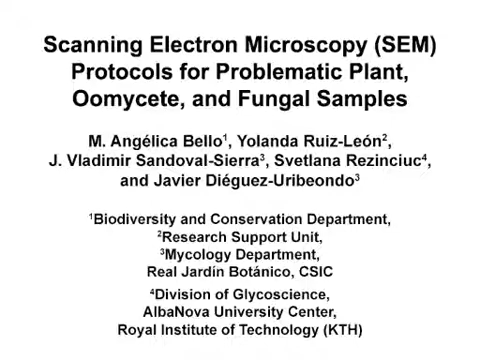 Scanning Electron Microscopy (SEM)
Protocols for Problematic Plant,
Oomycete, and Fungal Samples
M. Angélica Bello¹, Yolanda Ruiz-León²,
J. Vladimir Sandoval-Sierra³, Svetlana Rezinciuc⁴,
and Javier Diéguez-Uribeondo³
¹Biodiversity and Conservation Department,
²Research Support Unit,
³Mycology Department,
Real Jardín Botánico, CSIC
⁴Division of Glycoscience,
AlbaNova University Center,
Royal Institute of Technology (KTH)